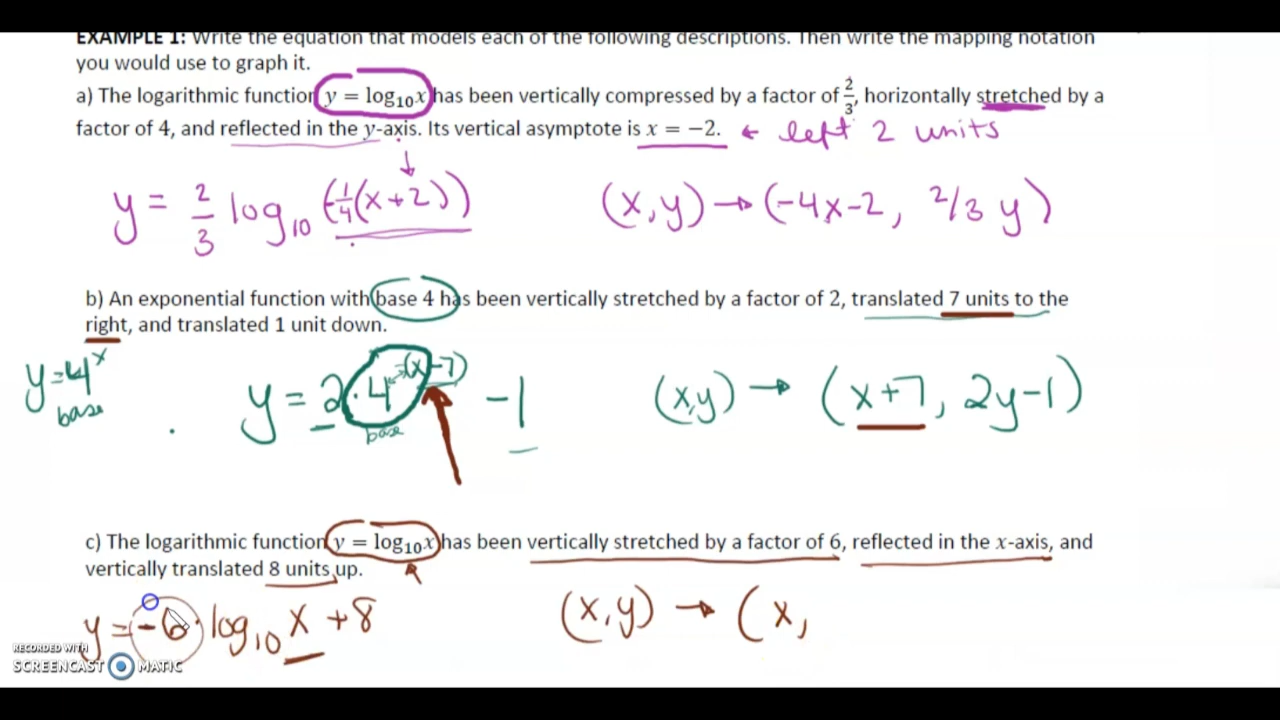 EXAMPLE 1: Write the equation that models each of the following descriptions. Then write the mapping notation
you would use to graph it.
a) The logarithmic function y = log₁₀x has been vertically compressed by a factor of 2/3, horizontally stretched by a
factor of 4, and reflected in the y-axis. Its vertical asymptote is x = −2. ← left 2 units
y = 2/3 log₁₀ (-1/4(x+2)) (x,y) → (-4x-2, 2/3 y)
b) An exponential function with base 4 has been vertically stretched by a factor of 2, translated 7 units to the
right, and translated 1 unit down.
y=4ˣ
base
y = 2·4⁽ˣ⁻⁷⁾ -1 (x,y) → (x+7, 2y-1)
base
c) The logarithmic function y = log₁₀x has been vertically stretched by a factor of 6, reflected in the x-axis, and
vertically translated 8 units up.
y = -6·log₁₀ x +8 (x,y) → (x,
RECORDED WITH
SCREENCAST MATIC